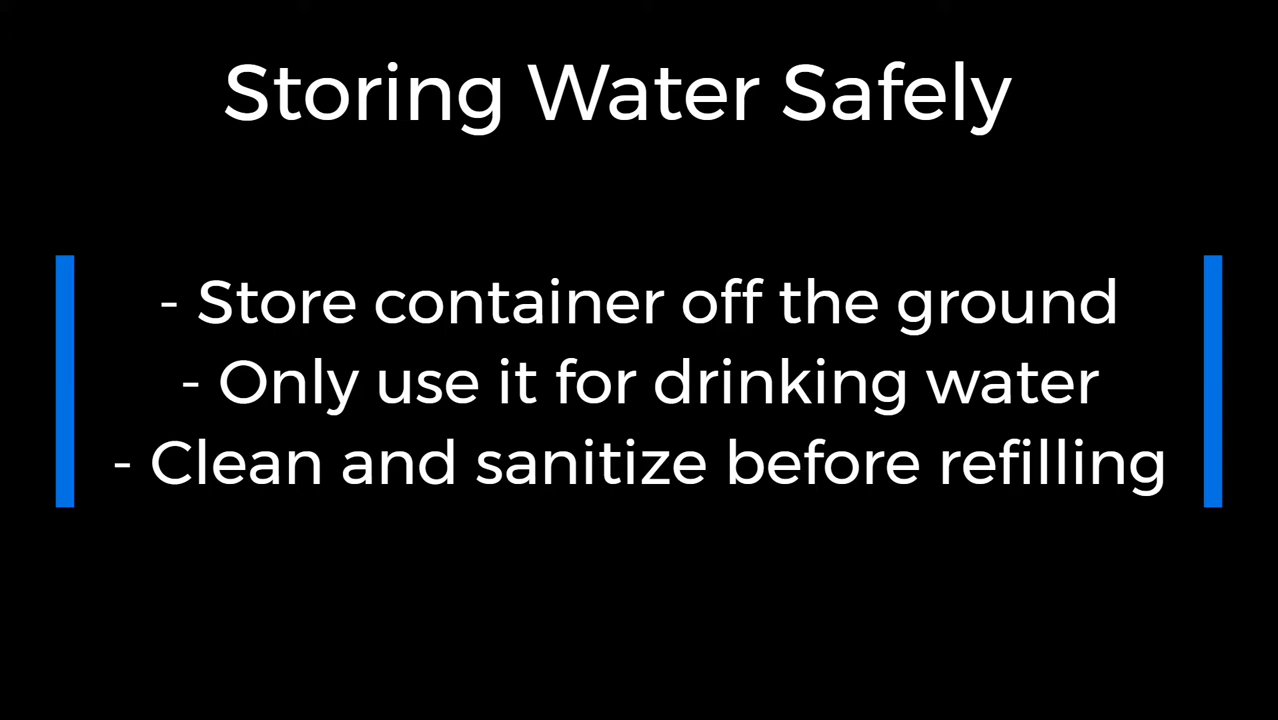 Storing Water Safely
- Store container off the ground
- Only use it for drinking water
- Clean and sanitize before refilling